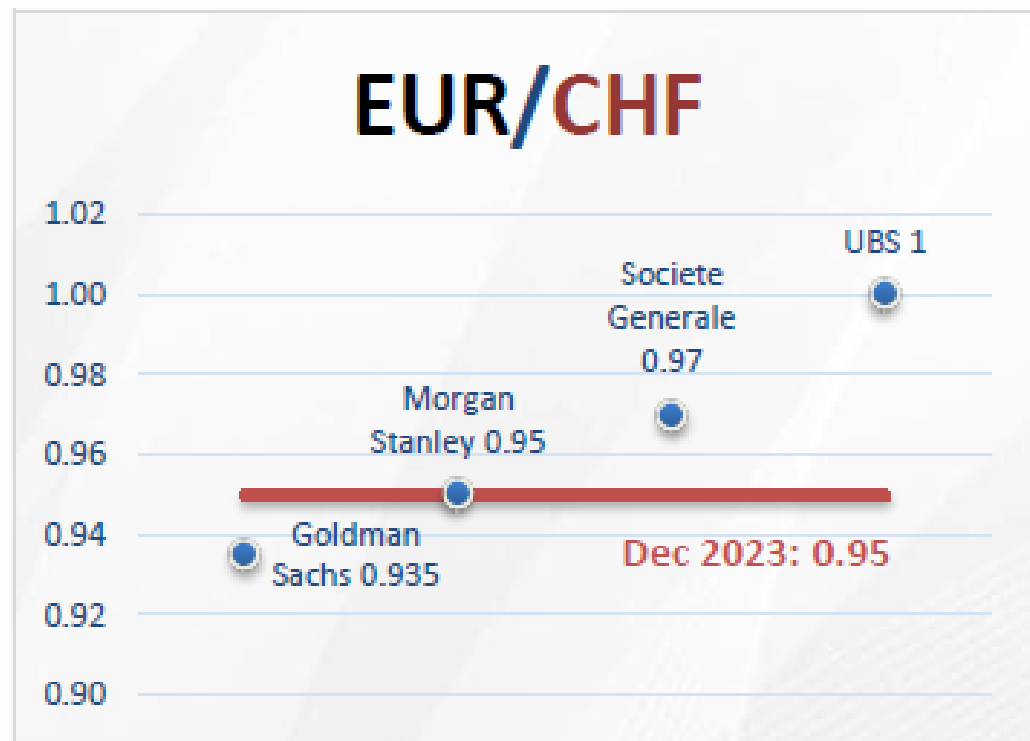 EUR/CHF
1.02
UBS 1
Societe
Generale
0.97
1.00
0.98
Morgan
Stanley 0.95
0.96
0.94
Goldman
Sachs 0.935
Dec 2023: 0.95
0.92
0.90